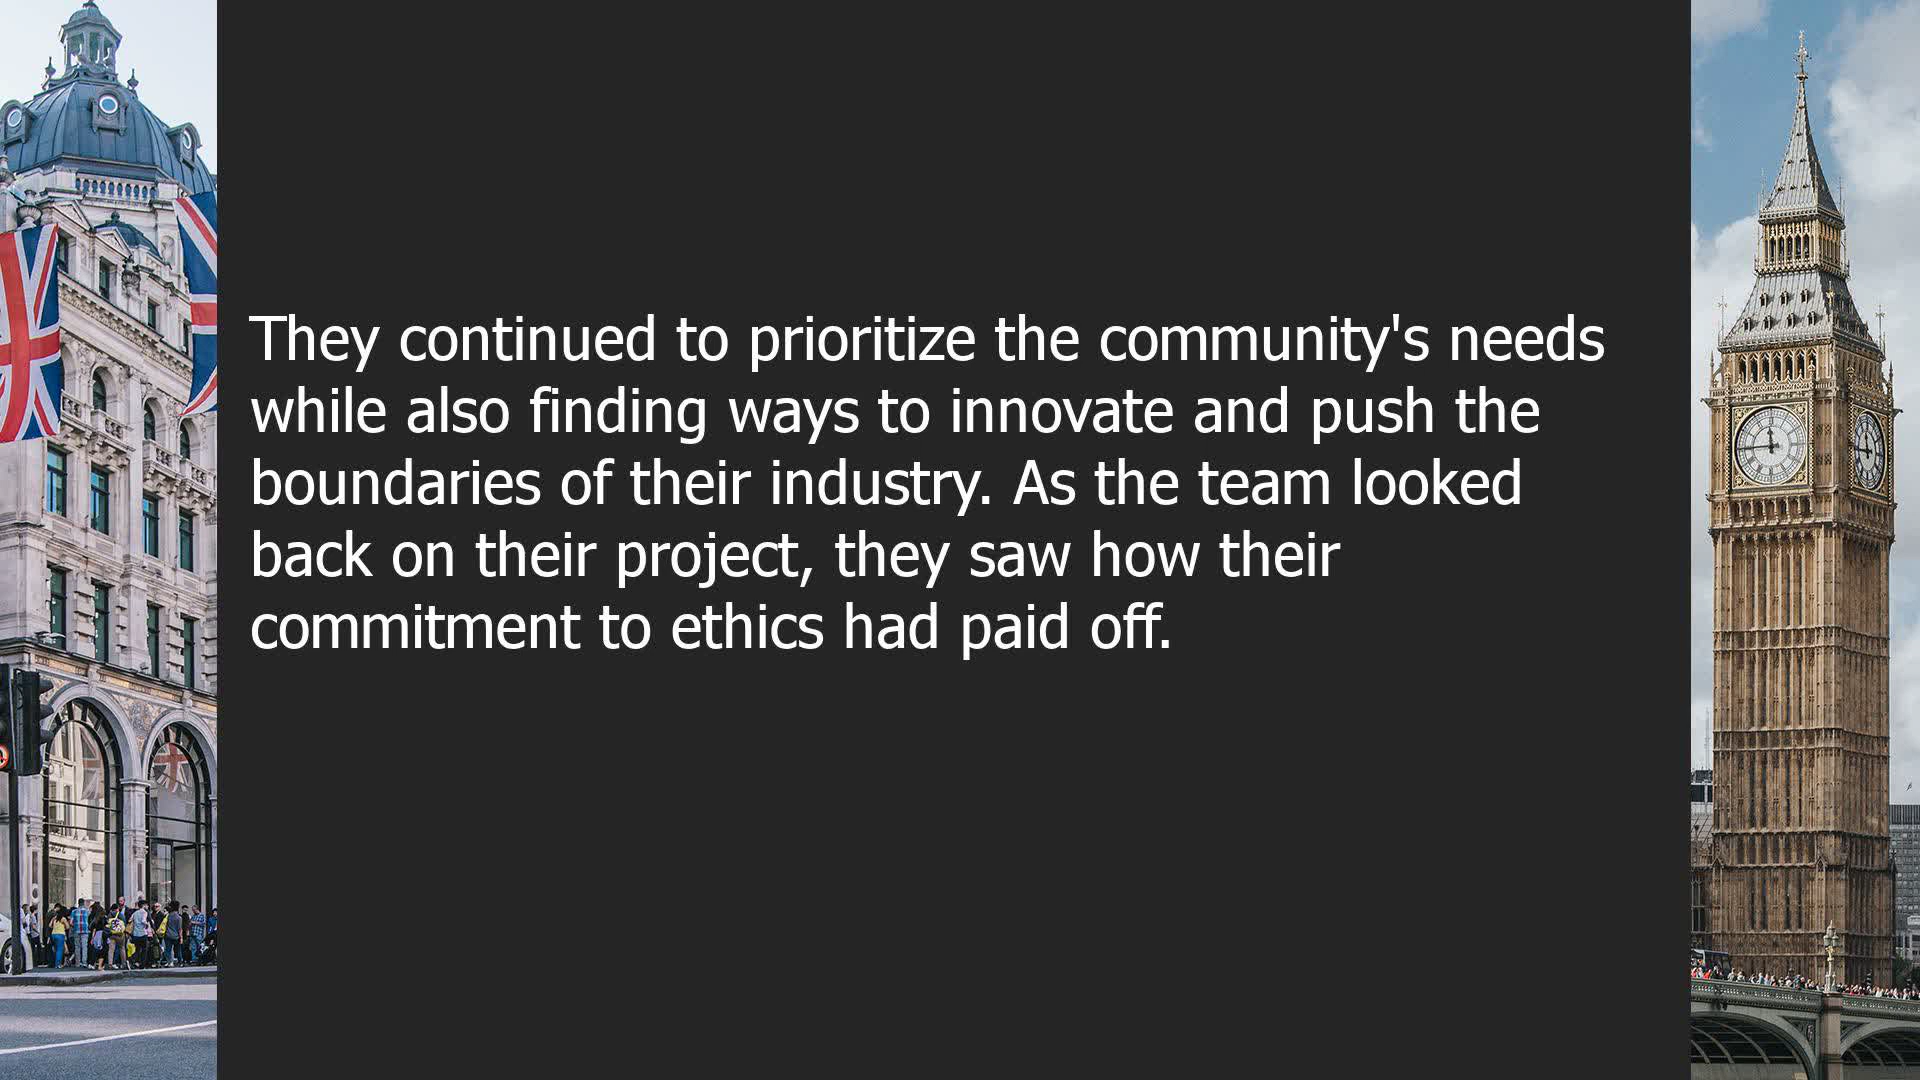 They continued to prioritize the community's needs
while also finding ways to innovate and push the
boundaries of their industry. As the team looked
back on their project, they saw how their
commitment to ethics had paid off.